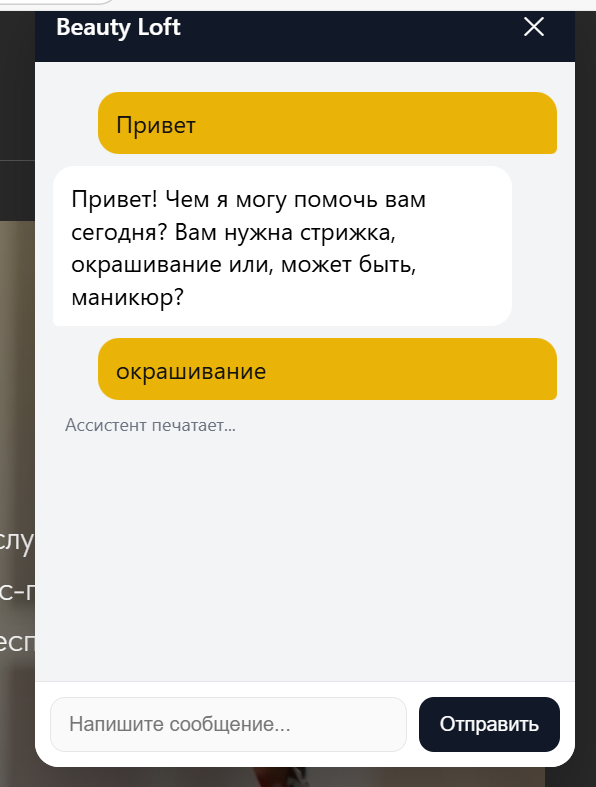 Beauty Loft
Привет
Привет! Чем я могу помочь вам
сегодня? Вам нужна стрижка,
окрашивание или, может быть,
маникюр?
окрашивание
Ассистент печатает...
слу
с-п
есп
Напишите сообщение...
Отправить